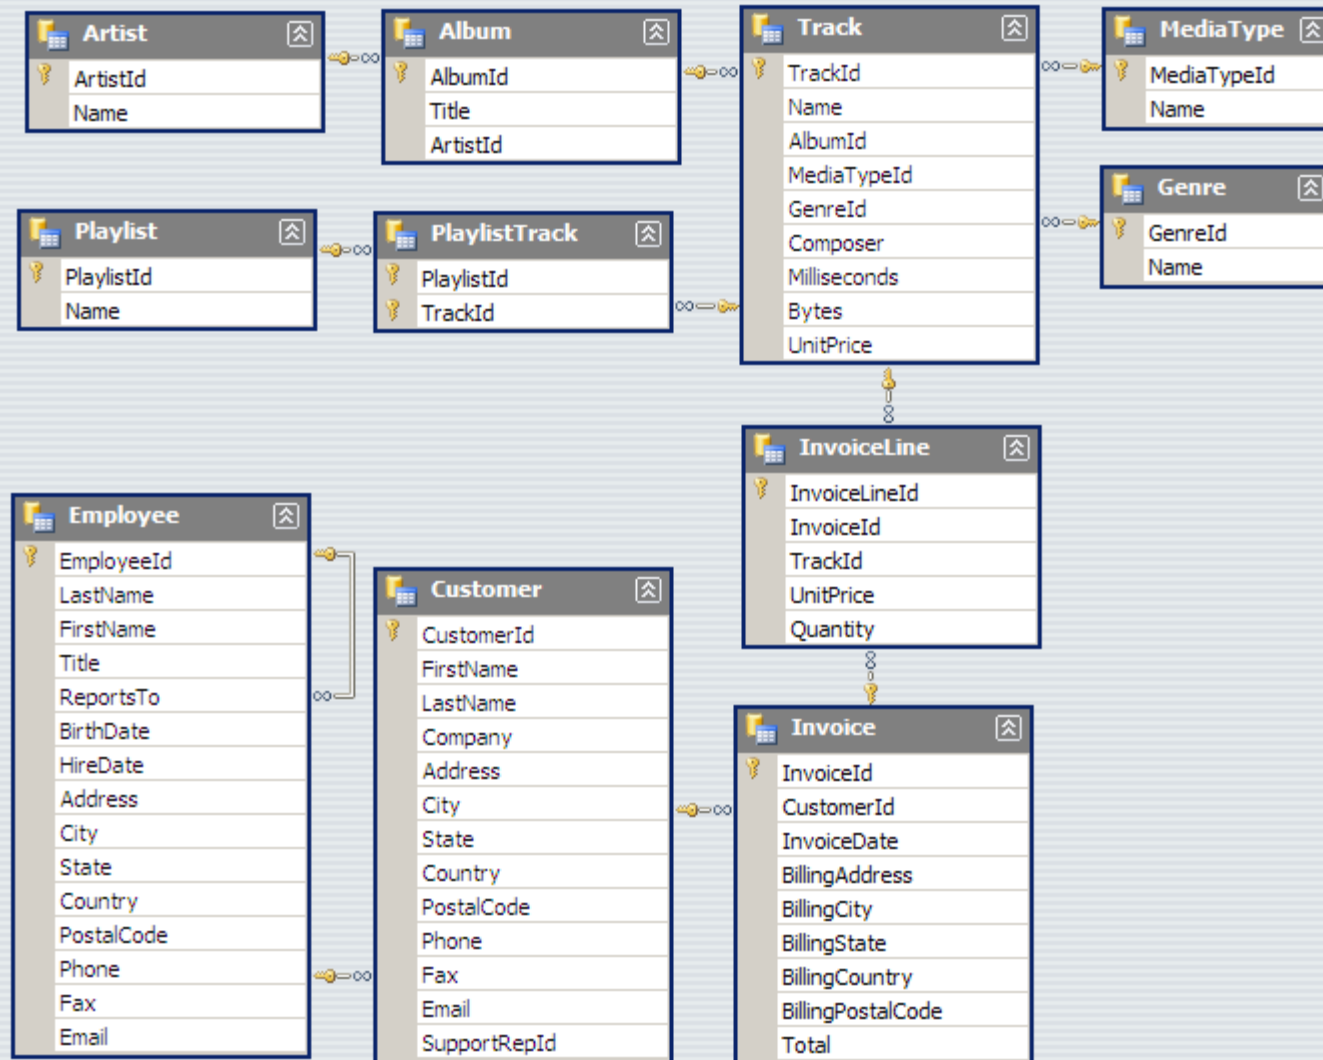 Artist
ArtistId
Name
Album
AlbumId
Title
ArtistId
Track
TrackId
Name
AlbumId
MediaTypeId
GenreId
Composer
Milliseconds
Bytes
UnitPrice
MediaType
MediaTypeId
Name
Genre
GenreId
Name
Playlist
PlaylistId
Name
PlaylistTrack
PlaylistId
TrackId
InvoiceLine
InvoiceLineId
InvoiceId
TrackId
UnitPrice
Quantity
Employee
EmployeeId
LastName
FirstName
Title
ReportsTo
BirthDate
HireDate
Address
City
State
Country
PostalCode
Phone
Fax
Email
Customer
CustomerId
FirstName
LastName
Company
Address
City
State
Country
PostalCode
Phone
Fax
Email
SupportRepId
Invoice
InvoiceId
CustomerId
InvoiceDate
BillingAddress
BillingCity
BillingState
BillingCountry
BillingPostalCode
Total